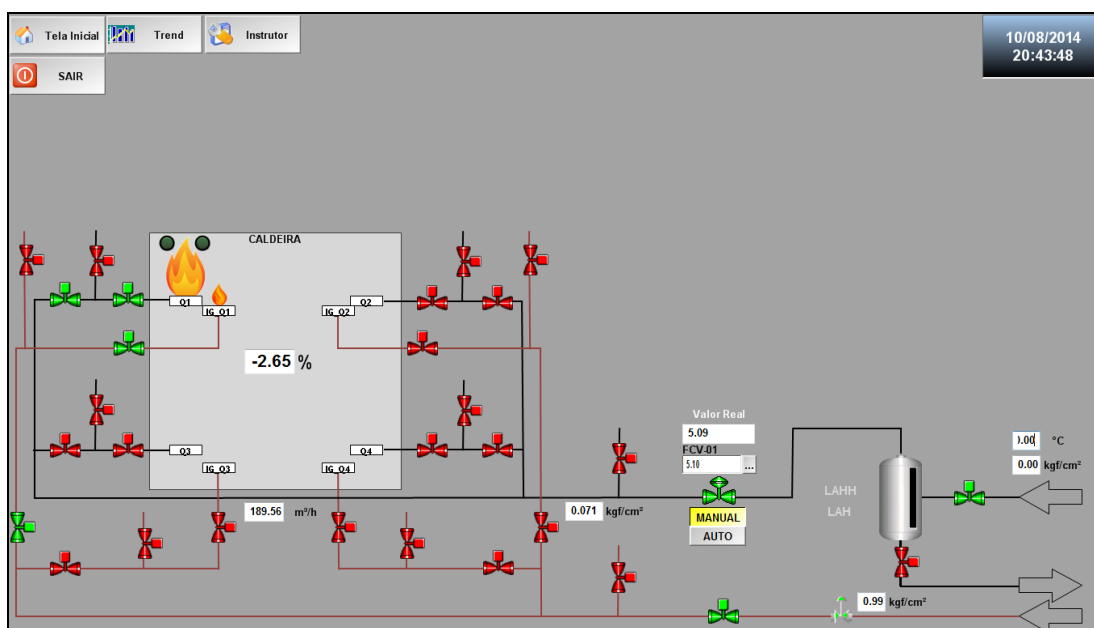 Tela Inicial
Trend
Instrutor
SAIR
10/08/2014
20:43:48
CALDEIRA
Q1
IG_Q1
Q2
IG_Q2
-2.65 %
Q3
IG_Q3
Q4
IG_Q4
189.56 m³/h
0.071 kgf/cm²
Valor Real
5.09
FCV-01
5.10 ...
MANUAL
AUTO
LAHH
LAH
°C
0.00 kgf/cm²
0.99 kgf/cm²